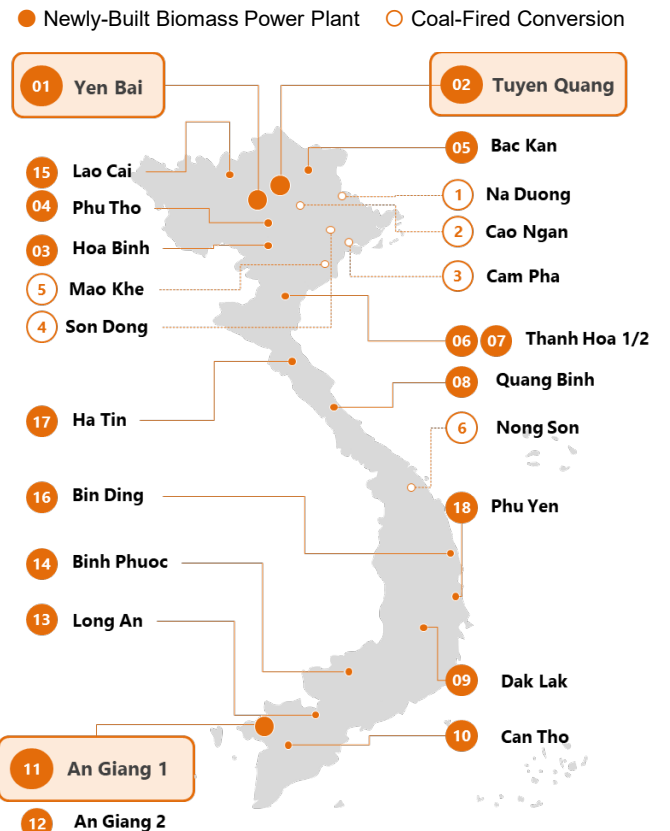 Newly-Built Biomass Power Plant
Coal-Fired Conversion
01 Yen Bai
02 Tuyen Quang
05 Bac Kan
15 Lao Cai
1 Na Duong
04 Phu Tho
2 Cao Ngan
03 Hoa Binh
3 Cam Pha
5 Mao Khe
4 Son Dong
06 07 Thanh Hoa 1/2
08 Quang Binh
17 Ha Tin
6 Nong Son
16 Bin Ding
18 Phu Yen
14 Binh Phuoc
13 Long An
09 Dak Lak
10 Can Tho
11 An Giang 1
12 An Giang 2